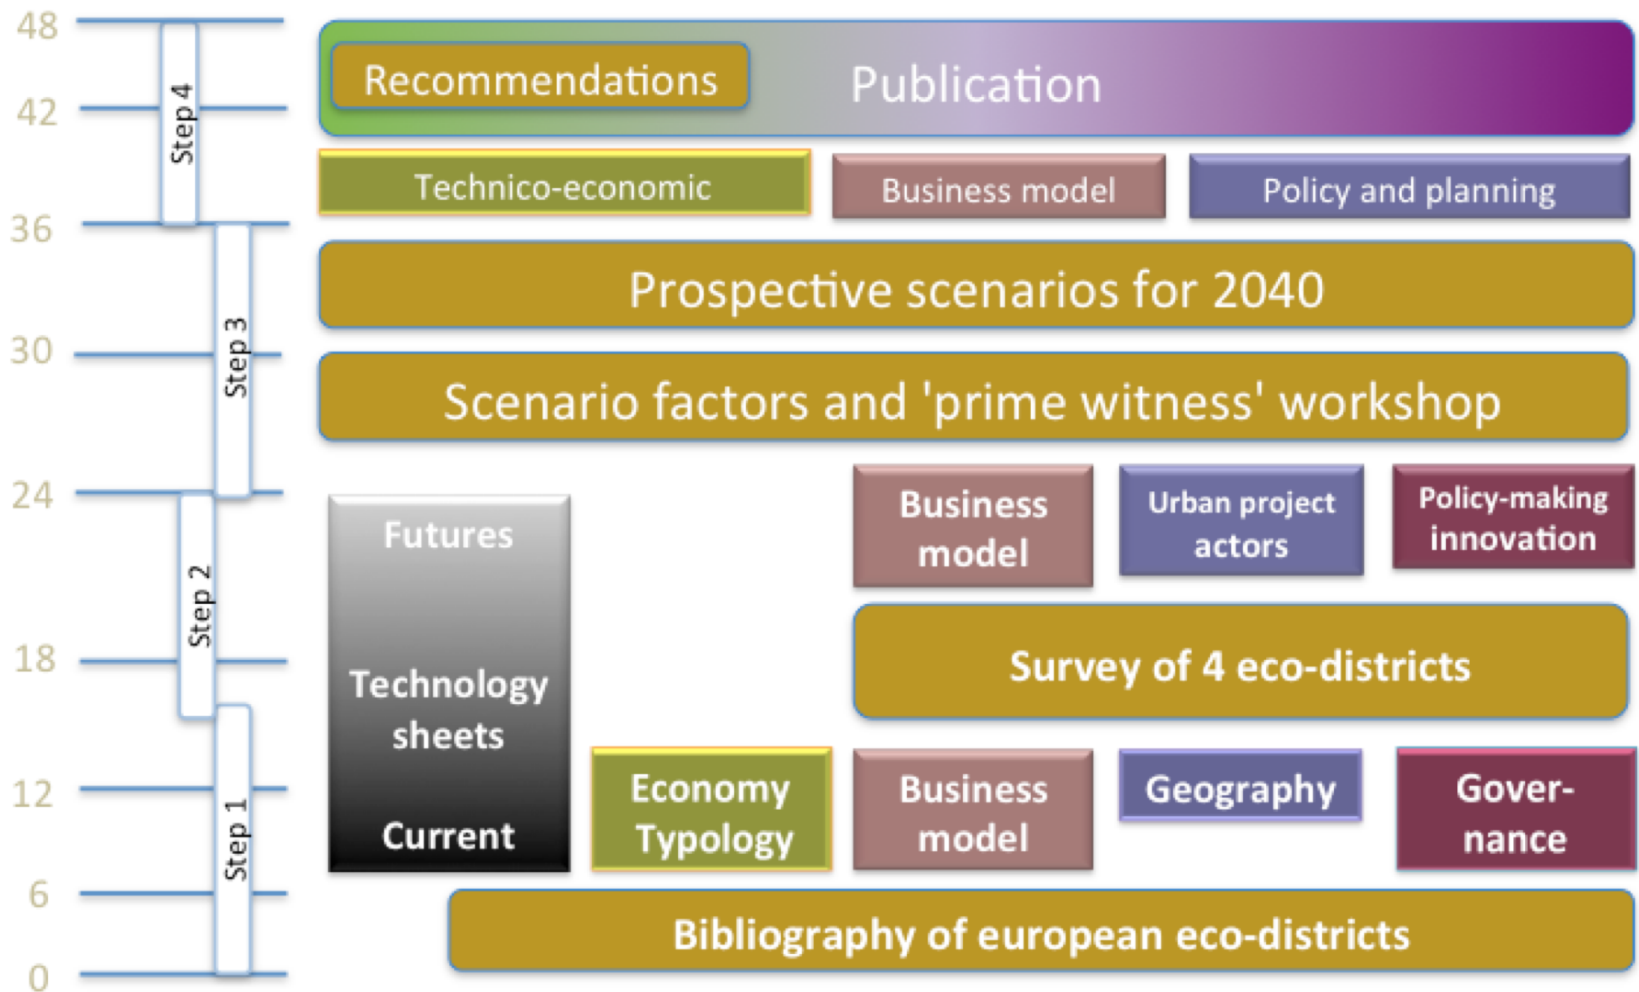 48
42
36
30
24
18
12
6
0
Step 4
Step 3
Step 2
Step 1
Recommendations
Publication
Technico-economic
Business model
Policy and planning
Prospective scenarios for 2040
Scenario factors and 'prime witness' workshop
Futures
Technology
sheets
Current
Business
model
Urban project
actors
Policy-making
innovation
Survey of 4 eco-districts
Economy
Typology
Business
model
Geography
Gover-
nance
Bibliography of european eco-districts